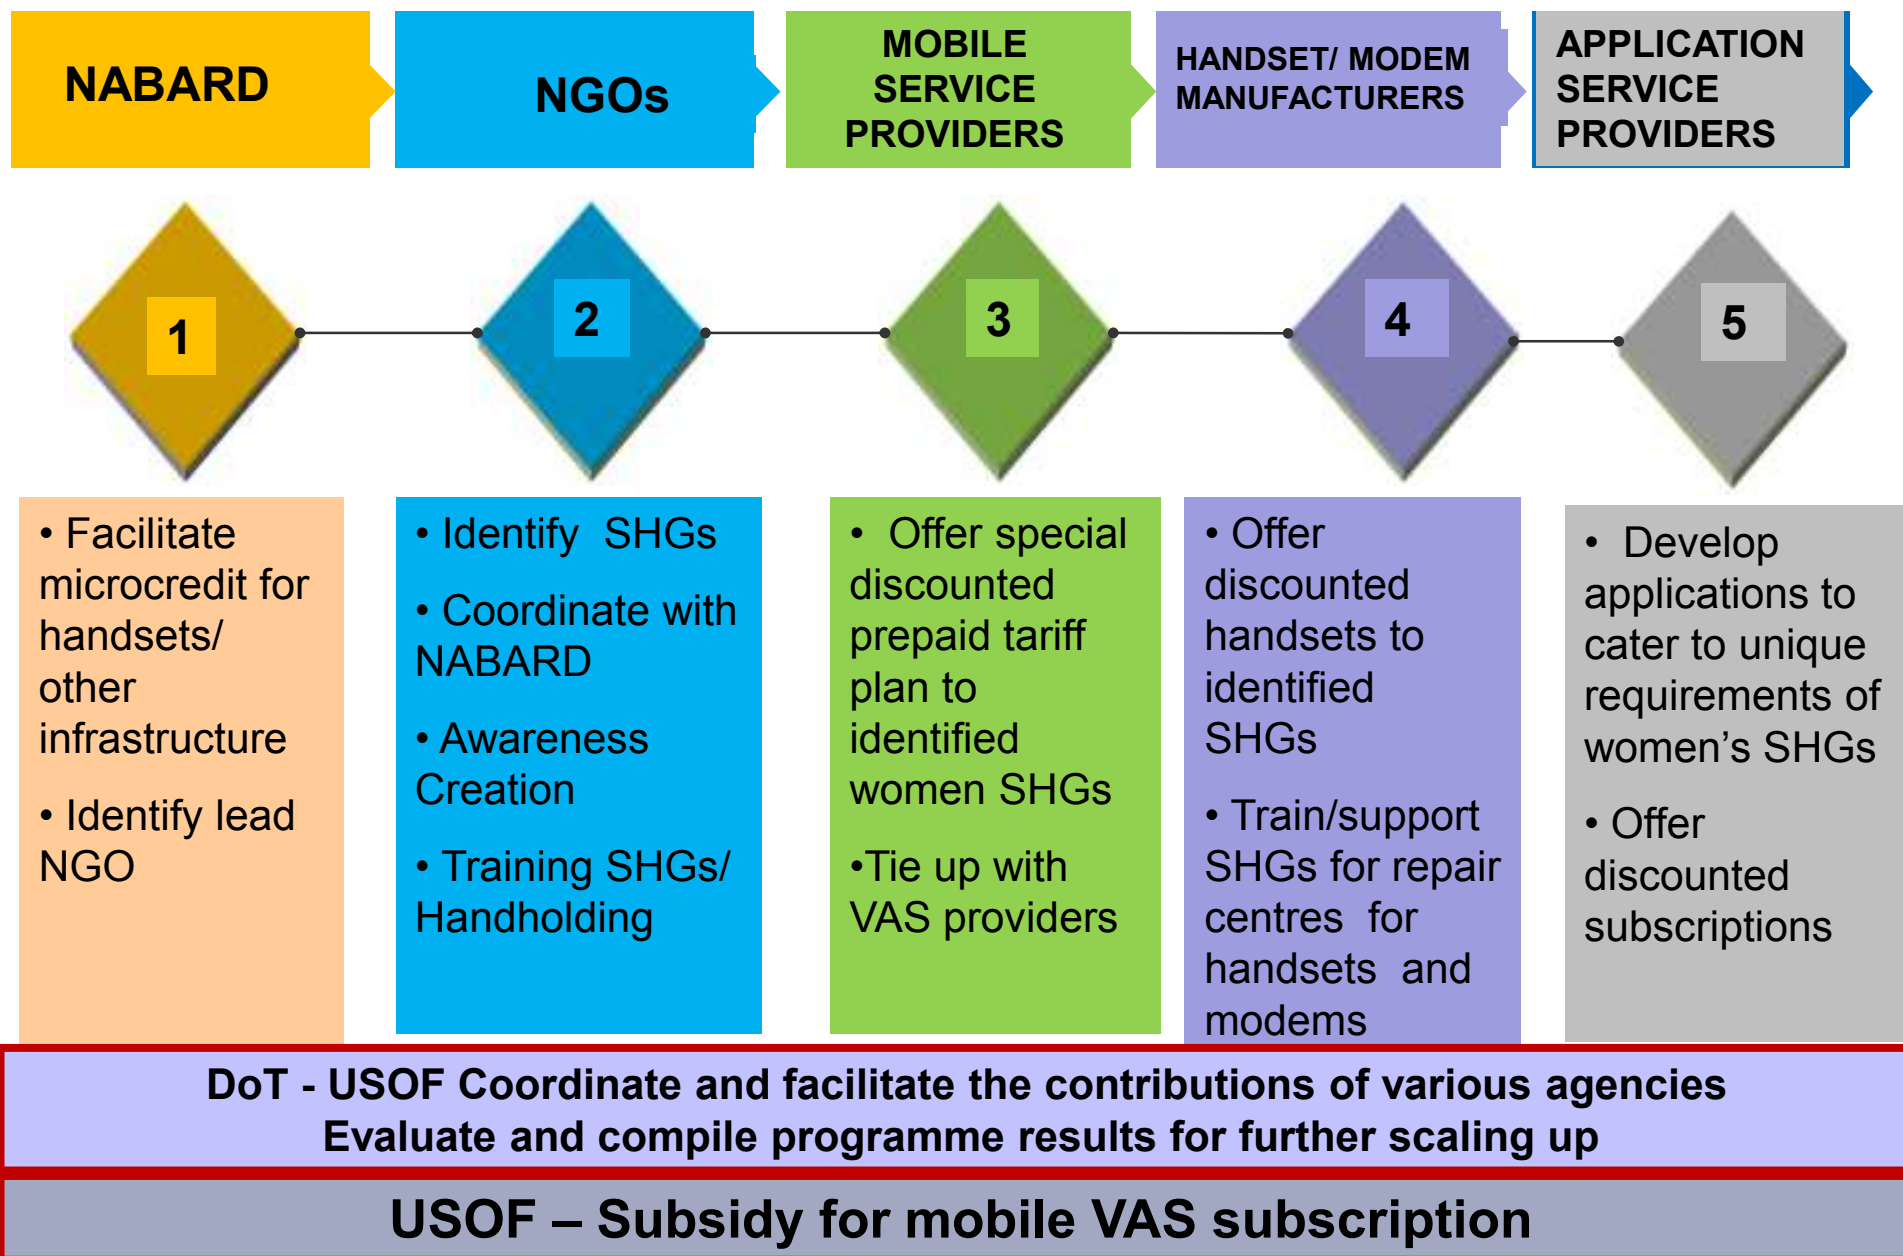 NABARD
NGOs
MOBILE
SERVICE
PROVIDERS
HANDSET/ MODEM
MANUFACTURERS
APPLICATION
SERVICE
PROVIDERS
1
2
3
4
5
• Facilitate
microcredit for
handsets/
other
infrastructure
• Identify lead
NGO
• Identify SHGs
• Coordinate with
NABARD
• Awareness
Creation
• Training SHGs/
Handholding
• Offer special
discounted
prepaid tariff
plan to
identified
women SHGs
•Tie up with
VAS providers
• Offer
discounted
handsets to
identified
SHGs
• Train/support
SHGs for repair
centres for
handsets and
modems
• Develop
applications to
cater to unique
requirements of
women’s SHGs
• Offer
discounted
subscriptions
DoT - USOF Coordinate and facilitate the contributions of various agencies
Evaluate and compile programme results for further scaling up
USOF – Subsidy for mobile VAS subscription